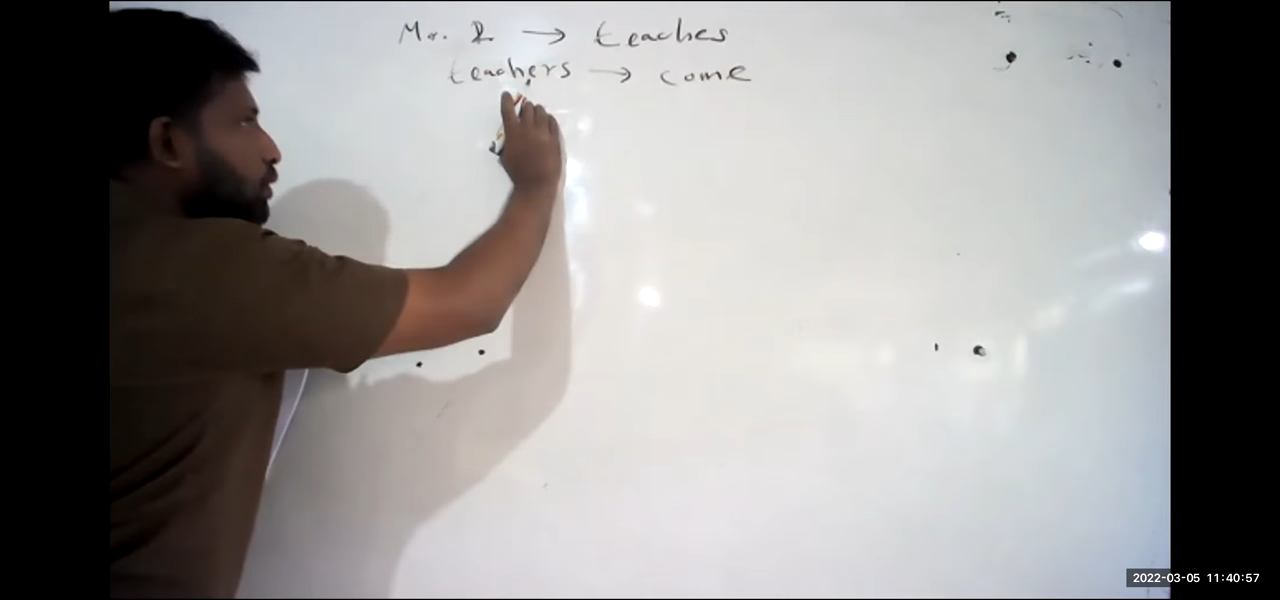 Mr. R → teaches
teachers → come
2022-03-05 11:40:57